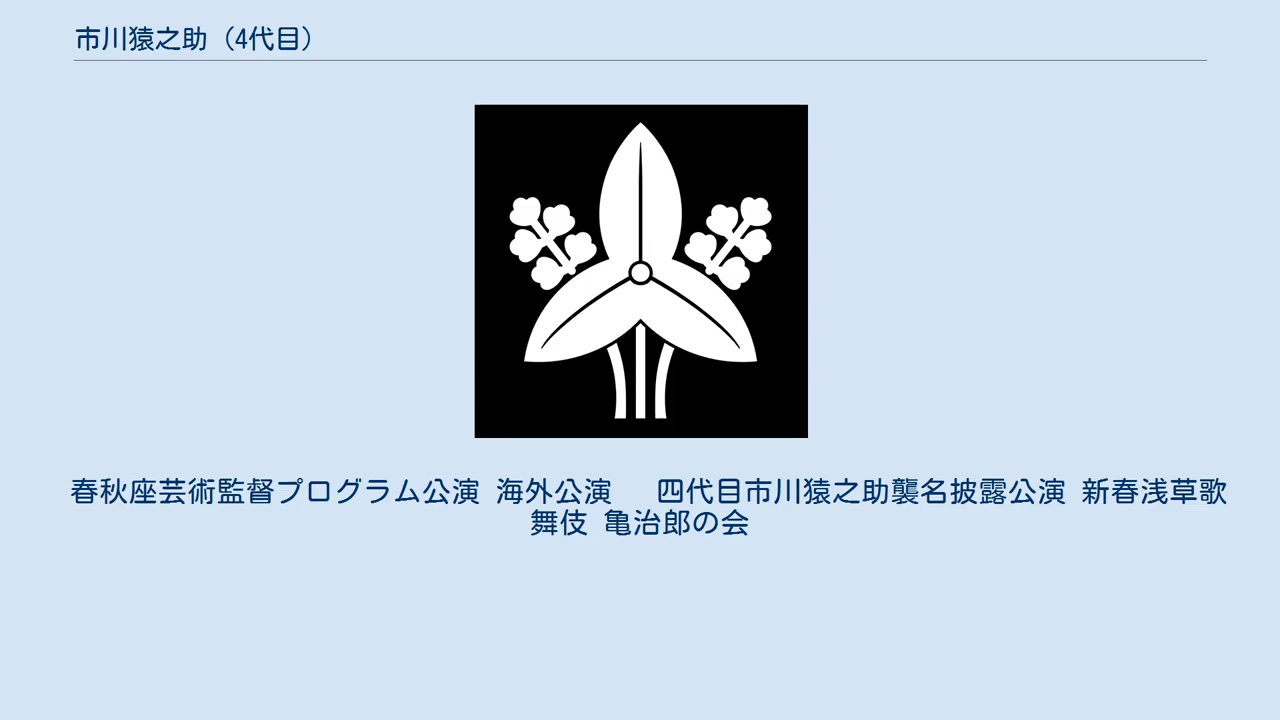 市川猿之助（4代目）
春秋座芸術監督プログラム公演 海外公演　 四代目市川猿之助襲名披露公演 新春浅草歌
舞伎 亀治郎の会